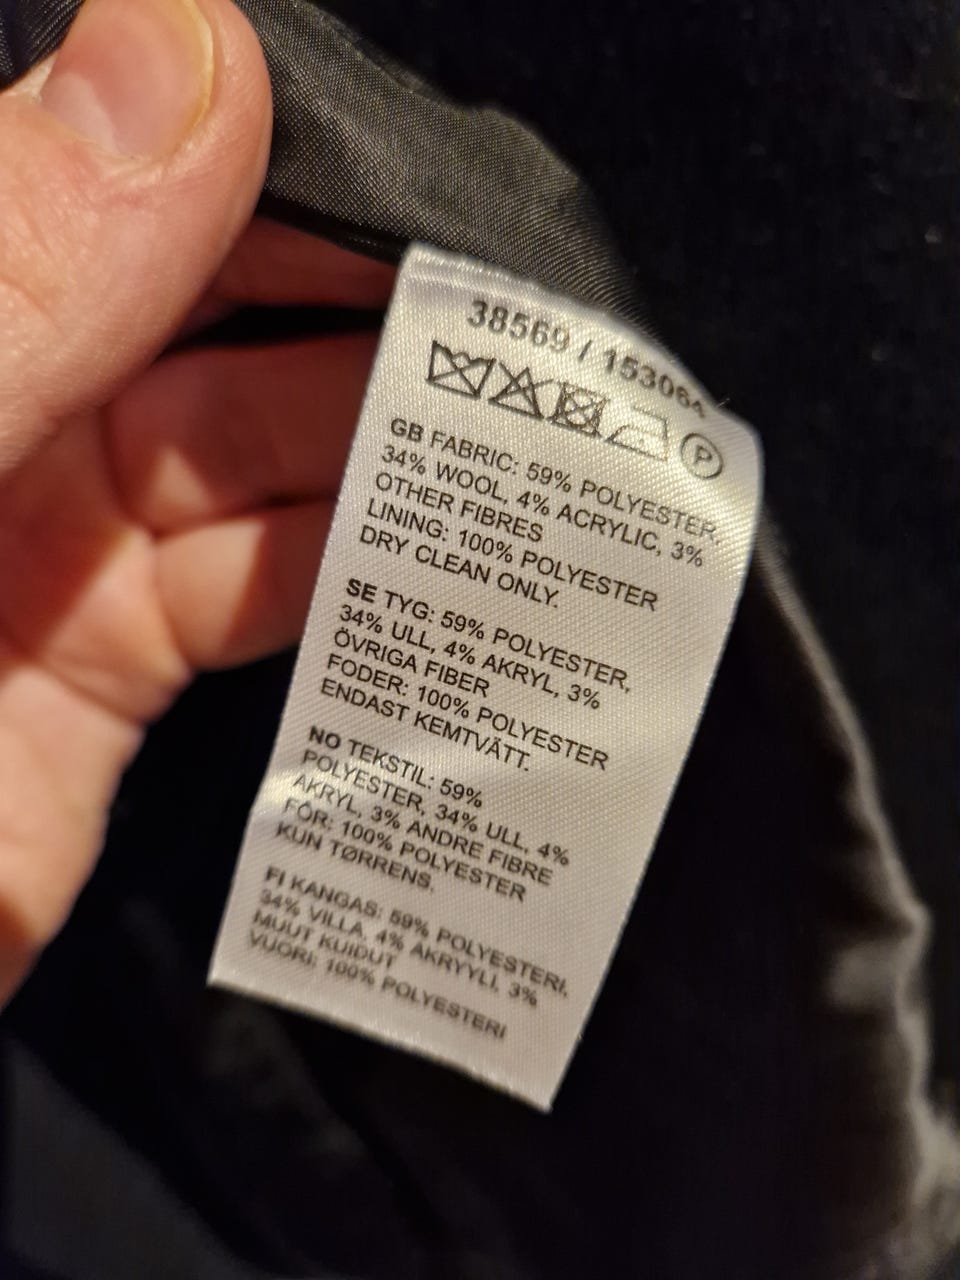 38569 / 153064
P
GB FABRIC: 59% POLYESTER,
34% WOOL, 4% ACRYLIC, 3%
OTHER FIBRES
LINING: 100% POLYESTER
DRY CLEAN ONLY.
SE TYG: 59% POLYESTER,
34% ULL, 4% AKRYL, 3%
ÖVRIGA FIBER
FODER: 100% POLYESTER
ENDAST KEMTVÄTT.
NO TEKSTIL: 59%
POLYESTER, 34% ULL, 4%
AKRYL, 3% ANDRE FIBRE
FÔR: 100% POLYESTER
KUN TØRRENS.
FI KANGAS: 59% POLYESTERI,
34% VILLA, 4% AKRYYLI, 3%
MUUT KUIDUT
VUORI: 100% POLYESTERI